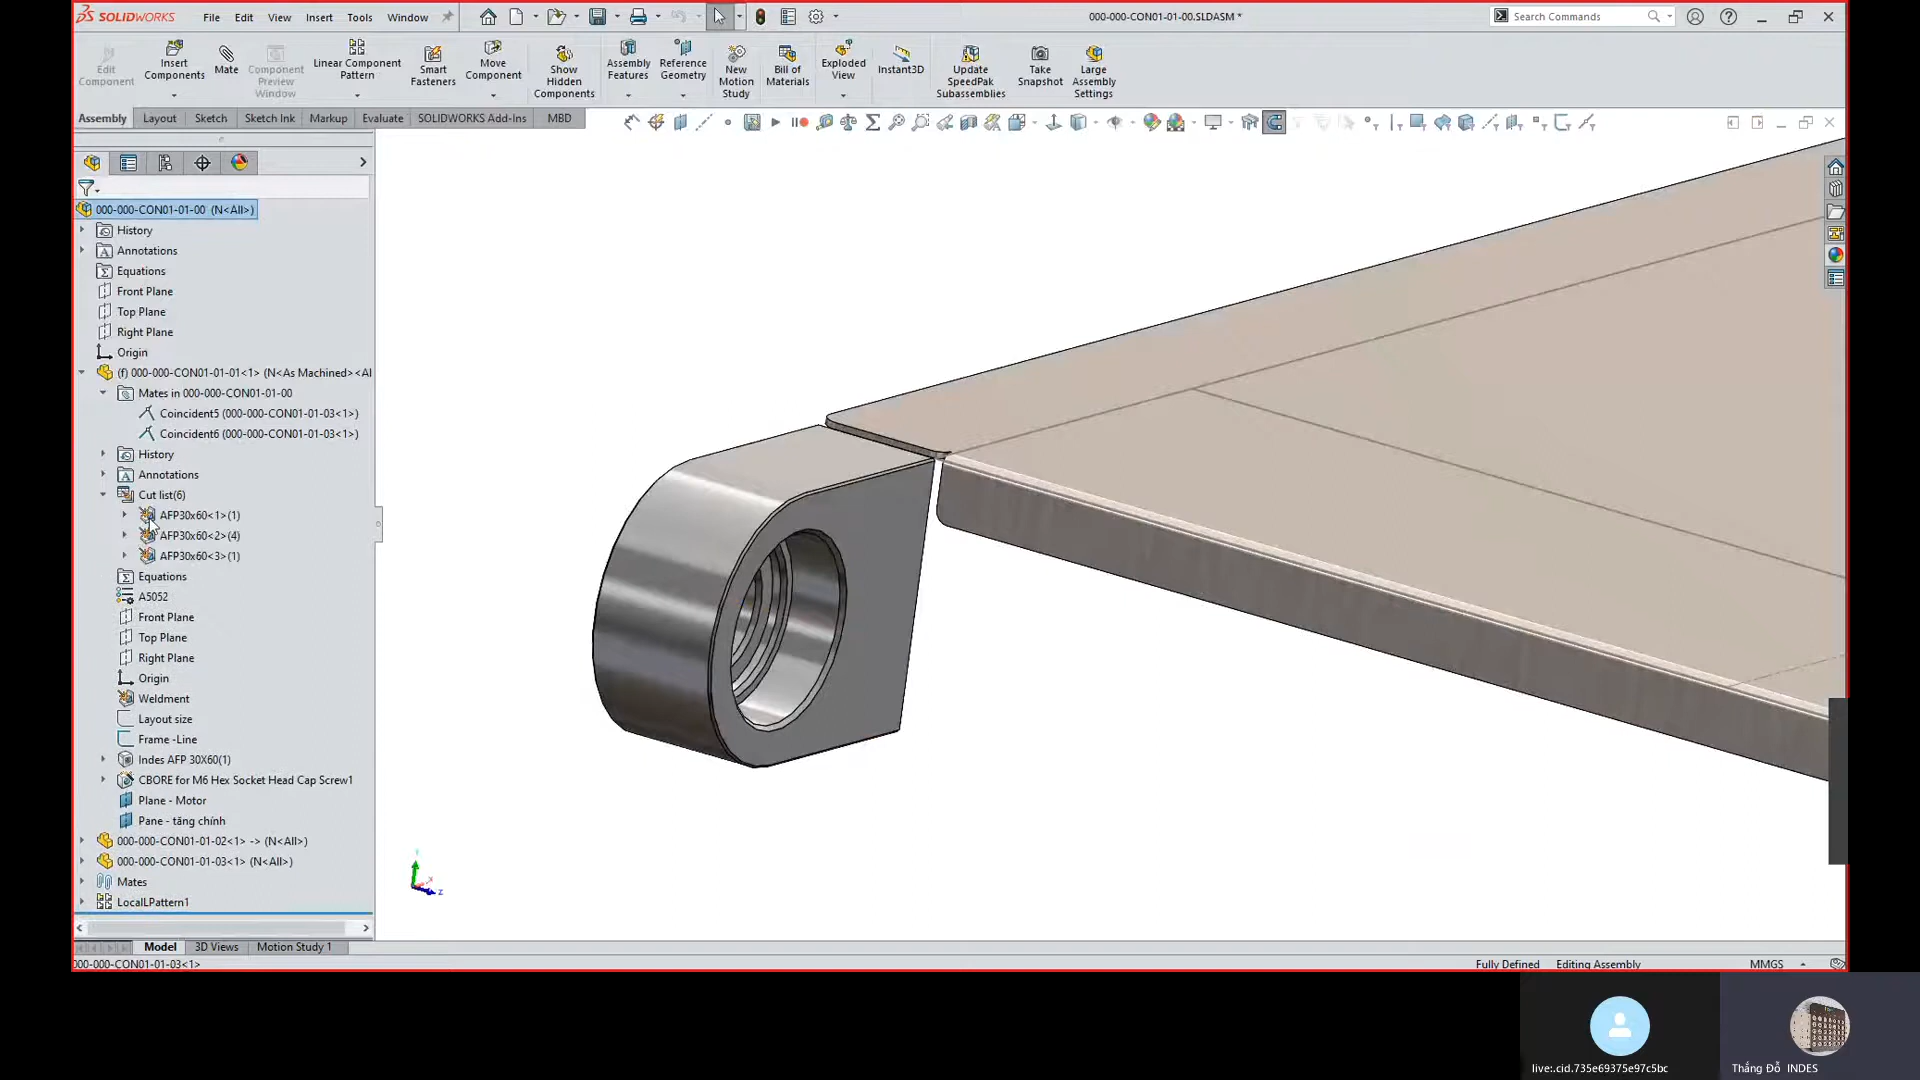 SOLIDWORKS File Edit View Insert Tools Window 000-000-CON01-01-00.SLDASM * Search Commands
Edit Component
Insert Components
Mate
Component Preview Window
Linear Component Pattern
Smart Fasteners
Move Component
Show Hidden Components
Assembly Features
Reference Geometry
New Motion Study
Bill of Materials
Exploded View
Instant3D
Update SpeedPak Subassemblies
Take Snapshot
Large Assembly Settings
Assembly Layout Sketch Sketch Ink Markup Evaluate SOLIDWORKS Add-Ins MBD
000-000-CON01-01-00 (N<All>)
History
Annotations
Equations
Front Plane
Top Plane
Right Plane
Origin
(f) 000-000-CON01-01-01<1> (N<As Machined><Al
Mates in 000-000-CON01-01-00
Coincident5 (000-000-CON01-01-03<1>)
Coincident6 (000-000-CON01-01-03<1>)
History
Annotations
Cut list(6)
AFP30x60<1>(1)
AFP30x60<2>(4)
AFP30x60<3>(1)
Equations
A5052
Front Plane
Top Plane
Right Plane
Origin
Weldment
Layout size
Frame -Line
Indes AFP 30X60(1)
CBORE for M6 Hex Socket Head Cap Screw1
Plane - Motor
Pane - tăng chính
000-000-CON01-01-02<1> -> (N<All>)
000-000-CON01-01-03<1> (N<All>)
Mates
LocalLPattern1
Model 3D Views Motion Study 1
000-000-CON01-01-03<1> Fully Defined Editing Assembly MMGS
live:.cid.735e69375e97c5bc Thắng Đỗ INDES